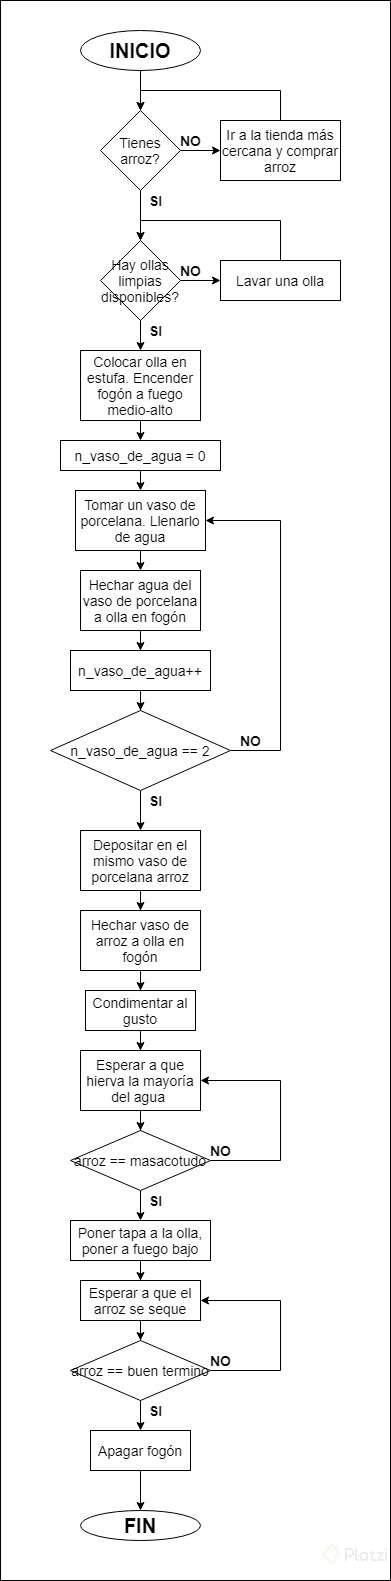 INICIO
Tienes
arroz?
NO
Ir a la tienda más
cercana y comprar
arroz
SI
Hay ollas
limpias
disponibles?
NO
Lavar una olla
SI
Colocar olla en
estufa. Encender
fogón a fuego
medio-alto
n_vaso_de_agua = 0
Tomar un vaso de
porcelana. Llenarlo
de agua
Hechar agua del
vaso de porcelana
a olla en fogón
n_vaso_de_agua++
n_vaso_de_agua == 2
NO
SI
Depositar en el
mismo vaso de
porcelana arroz
Hechar vaso de
arroz a olla en
fogón
Condimentar al
gusto
Esperar a que
hierva la mayoría
del agua
arroz == masacotudo
NO
SI
Poner tapa a la olla,
poner a fuego bajo
Esperar a que el
arroz se seque
arroz == buen termino
NO
SI
Apagar fogón
FIN
Platzi